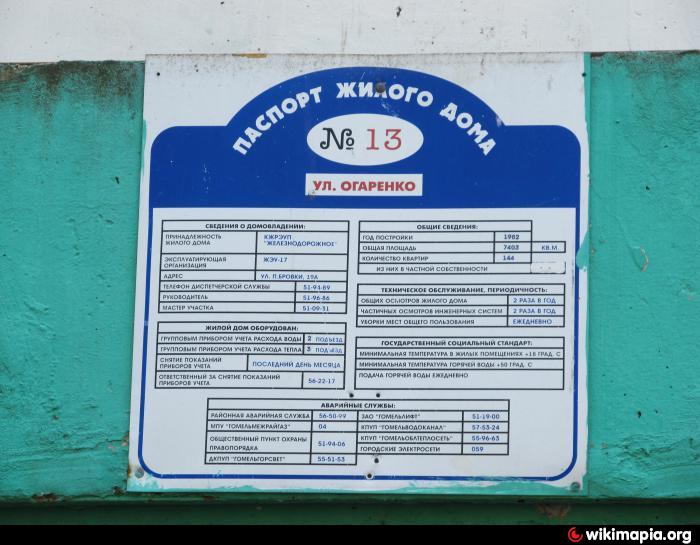 ПАСПОРТ ЖИЛОГО ДОМА
№ 13
УЛ. ОГАРЕНКО
СВЕДЕНИЯ О ДОМОВЛАДЕНИИ:
ПРИНАДЛЕЖНОСТЬ ЖИЛОГО ДОМА КЖРЭУП "ЖЕЛЕЗНОДОРОЖНОЕ"
ЭКСПЛУАТИРУЮЩАЯ ОРГАНИЗАЦИЯ ЖЭУ-17
АДРЕС УЛ. П.БРОВКИ, 19А
ТЕЛЕФОН ДИСПЕТЧЕРСКОЙ СЛУЖБЫ 51-94-89
РУКОВОДИТЕЛЬ 51-96-86
МАСТЕР УЧАСТКА 51-09-51
ЖИЛОЙ ДОМ ОБОРУДОВАН:
ГРУППОВЫМ ПРИБОРОМ УЧЕТА РАСХОДА ВОДЫ 2 ПОДЪЕЗД
ГРУППОВЫМ ПРИБОРОМ УЧЕТА РАСХОДА ТЕПЛА 3 ПОДЪЕЗД
СНЯТИЕ ПОКАЗАНИЙ ПРИБОРОВ УЧЕТА ПОСЛЕДНИЙ ДЕНЬ МЕСЯЦА
ОТВЕТСТВЕННЫЙ ЗА СНЯТИЕ ПОКАЗАНИЙ ПРИБОРОВ УЧЕТА 56-22-17
ОБЩИЕ СВЕДЕНИЯ:
ГОД ПОСТРОЙКИ 1982
ОБЩАЯ ПЛОЩАДЬ 7403 КВ.М.
КОЛИЧЕСТВО КВАРТИР 144
ИЗ НИХ В ЧАСТНОЙ СОБСТВЕННОСТИ
ТЕХНИЧЕСКОЕ ОБСЛУЖИВАНИЕ, ПЕРИОДИЧНОСТЬ:
ОБЩИХ ОСМОТРОВ ЖИЛОГО ДОМА 2 РАЗА В ГОД
ЧАСТИЧНЫХ ОСМОТРОВ ИНЖЕНЕРНЫХ СИСТЕМ 2 РАЗА В ГОД
УБОРКИ МЕСТ ОБЩЕГО ПОЛЬЗОВАНИЯ ЕЖЕДНЕВНО
ГОСУДАРСТВЕННЫЙ СОЦИАЛЬНЫЙ СТАНДАРТ:
МИНИМАЛЬНАЯ ТЕМПЕРАТУРА В ЖИЛЫХ ПОМЕЩЕНИЯХ +18 ГРАД. С
МИНИМАЛЬНАЯ ТЕМПЕРАТУРА ГОРЯЧЕЙ ВОДЫ +50 ГРАД. С
ПОДАЧА ГОРЯЧЕЙ ВОДЫ ЕЖЕДНЕВНО
АВАРИЙНЫЕ СЛУЖБЫ:
РАЙОННАЯ АВАРИЙНАЯ СЛУЖБА 56-50-99 ЗАО "ГОМЕЛЬЛИФТ" 51-19-00
МПУ "ГОМЕЛЬМЕЖРАЙГАЗ" 04 КПУП "ГОМЕЛЬВОДОКАНАЛ" 57-53-24
ОБЩЕСТВЕННЫЙ ПУНКТ ОХРАНЫ ПРАВОПОРЯДКА 51-94-06 КПУП "ГОМЕЛЬОБЛТЕПЛОСЕТЬ" 55-96-63
ГОРОДСКИЕ ЭЛЕКТРОСЕТИ 059
ДКПУП "ГОМЕЛЬГОРСВЕТ" 55-51-53
wikimapia.org